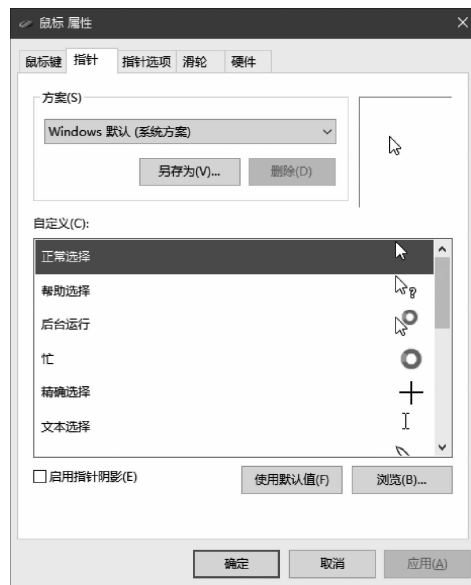 鼠标 属性
鼠标键 指针 指针选项 滑轮 硬件
方案(S)
Windows 默认 (系统方案)
另存为(V)... 删除(D)
自定义(C):
正常选择
帮助选择
后台运行
忙
精确选择
文本选择
启用指针阴影(E) 使用默认值(F) 浏览(B)...
确定 取消 应用(A)